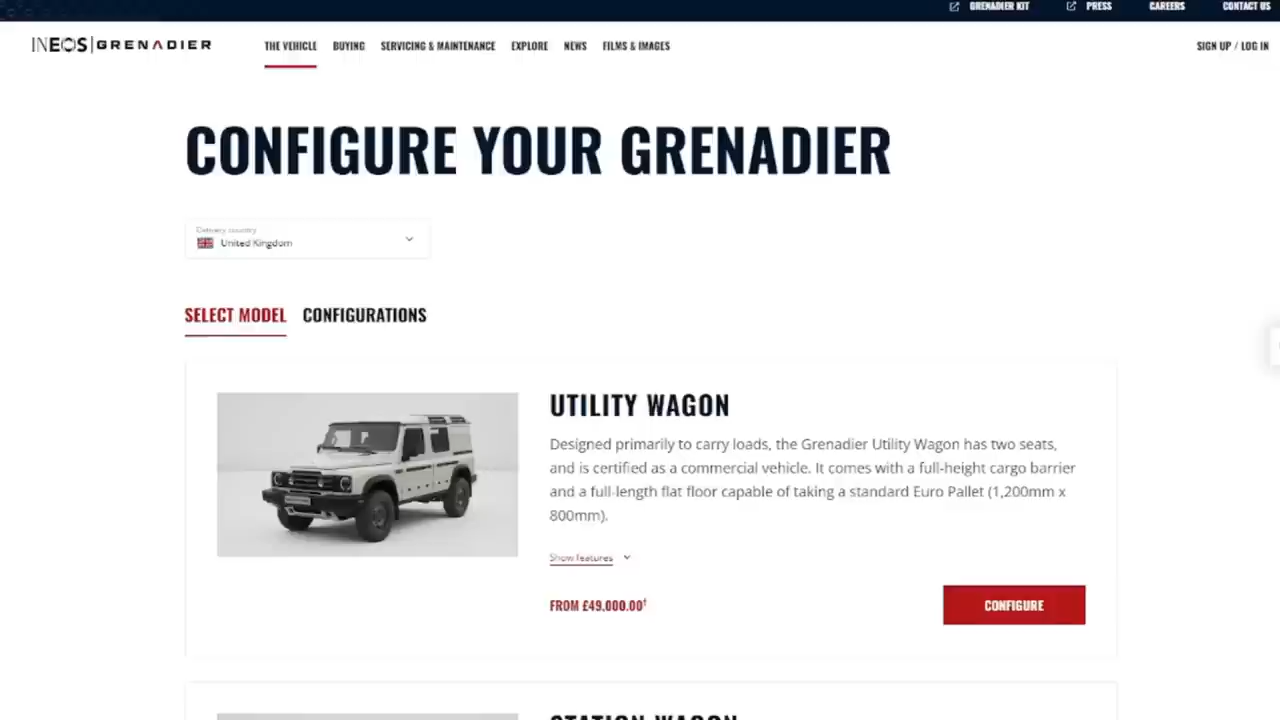 GRENADIER KIT PRESS CAREERS CONTACT US
INEOS | GRENADIER THE VEHICLE BUYING SERVICING & MAINTENANCE EXPLORE NEWS FILMS & IMAGES SIGN UP / LOG IN
CONFIGURE YOUR GRENADIER
Delivery country
United Kingdom
SELECT MODEL CONFIGURATIONS
UTILITY WAGON
Designed primarily to carry loads, the Grenadier Utility Wagon has two seats,
and is certified as a commercial vehicle. It comes with a full-height cargo barrier
and a full-length flat floor capable of taking a standard Euro Pallet (1,200mm x
800mm).
Show features
FROM £49,000.00†
CONFIGURE
STATION WAGON